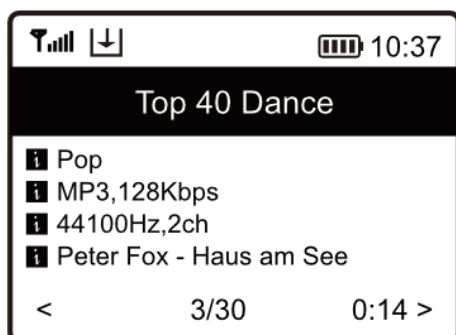 10:37
Top 40 Dance
i Pop
i MP3,128Kbps
i 44100Hz,2ch
i Peter Fox - Haus am See
< 3/30 0:14 >